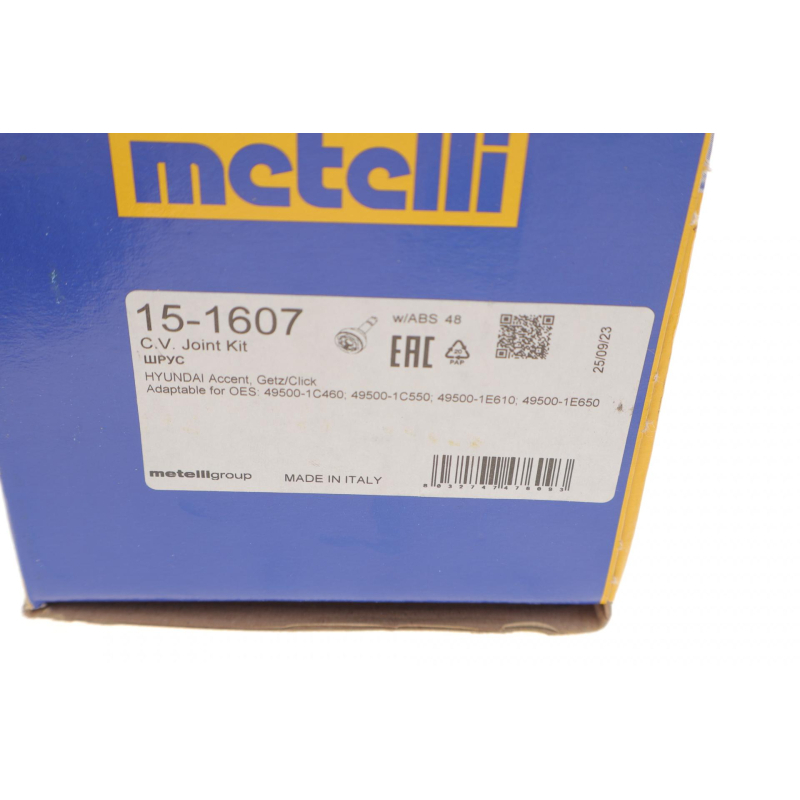 metelli
15-1607
w/ABS 48
C.V. Joint Kit
ШРУС
EAC
20
PAP
25/09/23
HYUNDAI Accent, Getz/Click
Adaptable for OES: 49500-1C460; 49500-1C550; 49500-1E610; 49500-1E650
metelligroup
MADE IN ITALY